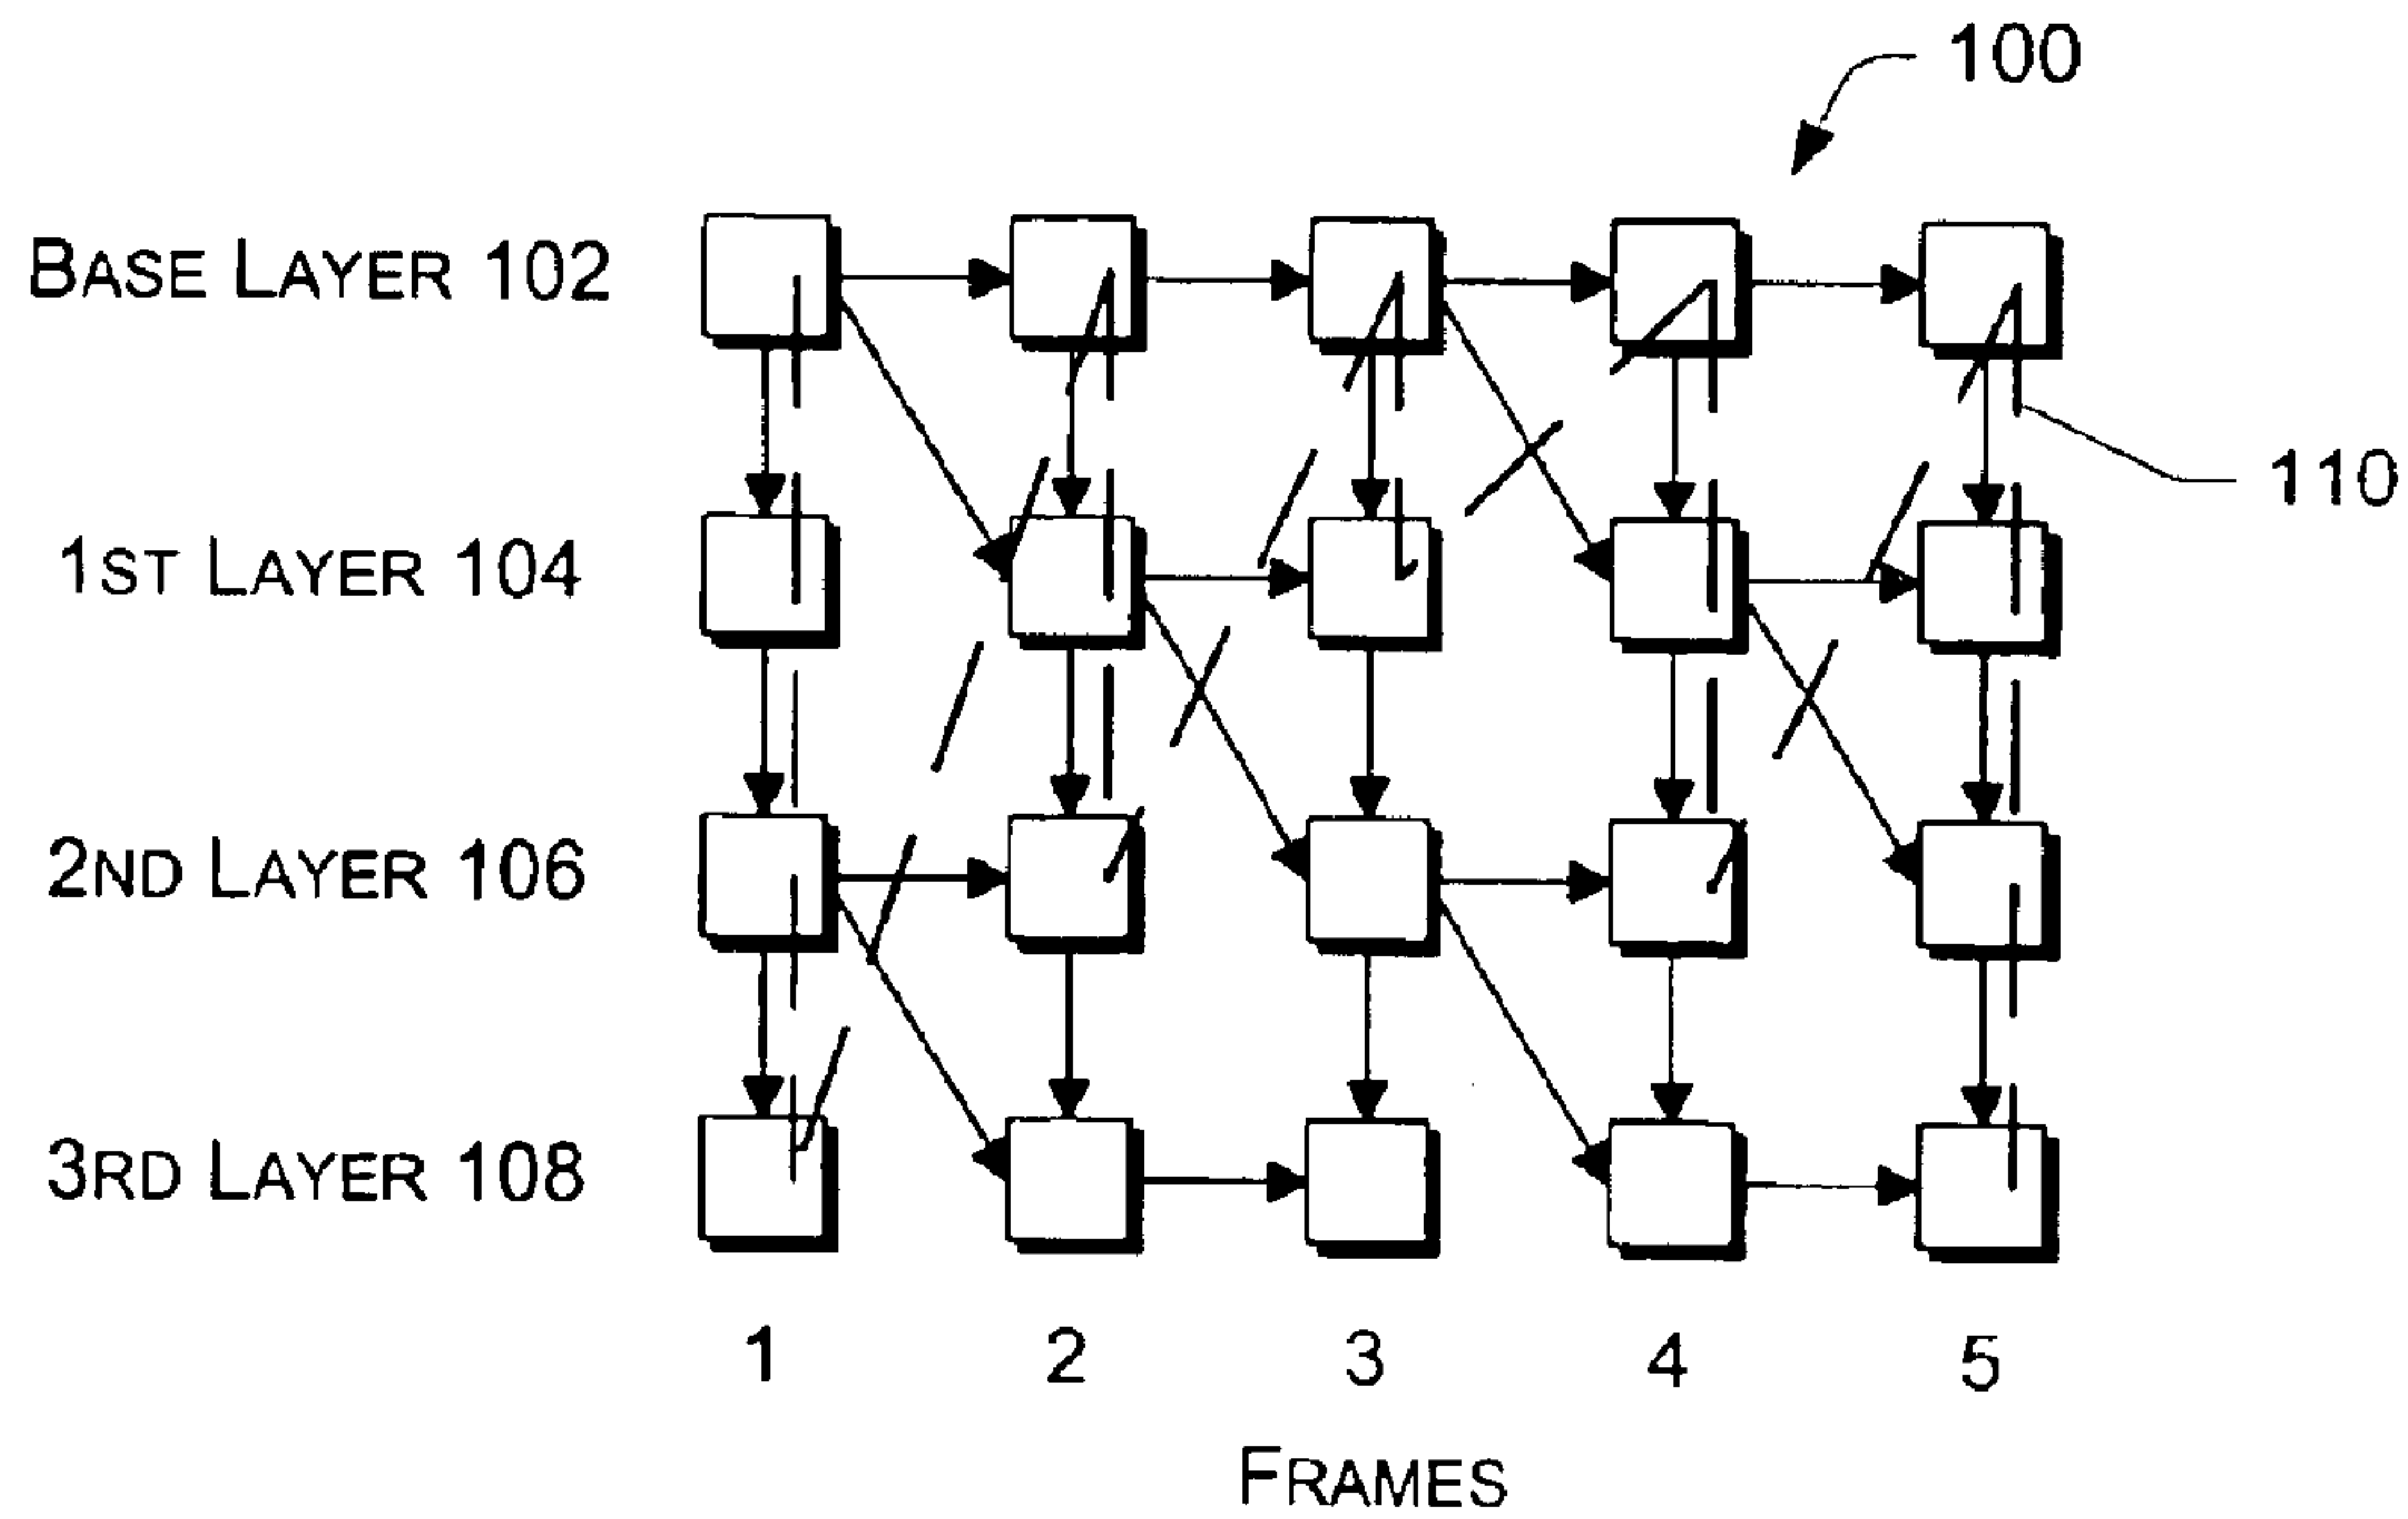 100
BASE LAYER 102
110
1ST LAYER 104
2ND LAYER 106
3RD LAYER 108
1 2 3 4 5
FRAMES